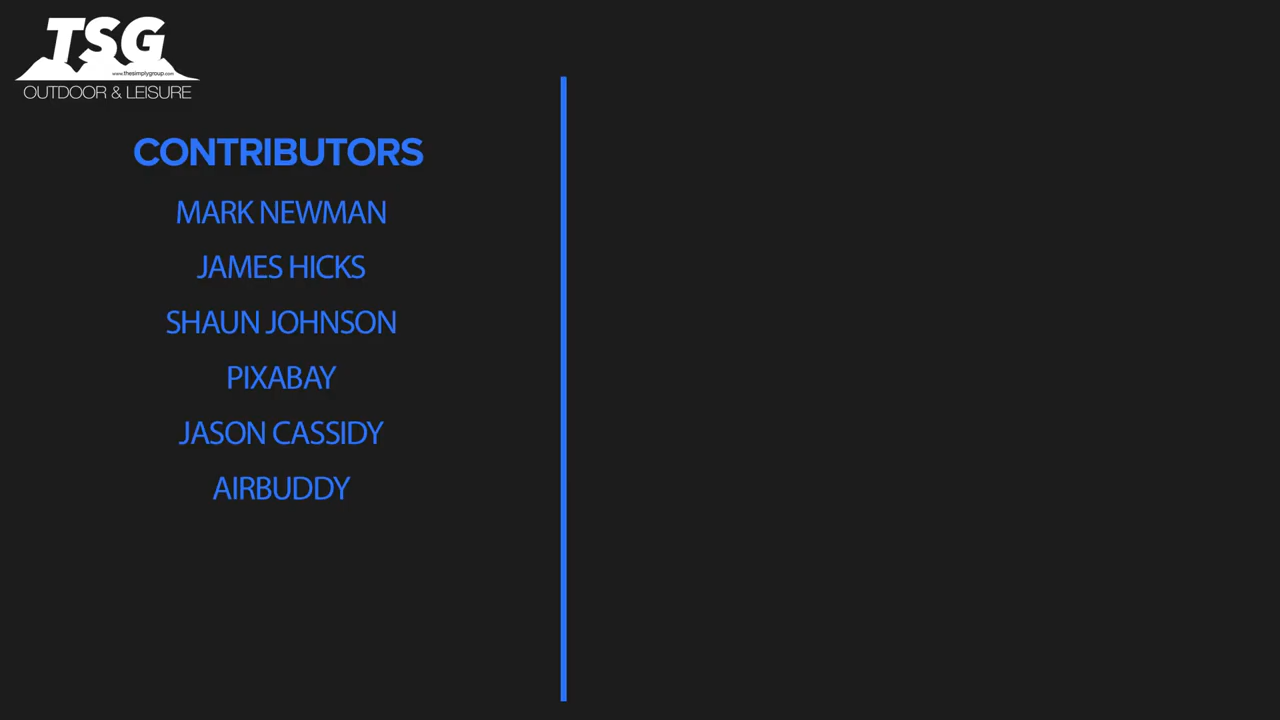 TSG
www.thesimplygroup.com
OUTDOOR & LEISURE
CONTRIBUTORS
MARK NEWMAN
JAMES HICKS
SHAUN JOHNSON
PIXABAY
JASON CASSIDY
AIRBUDDY